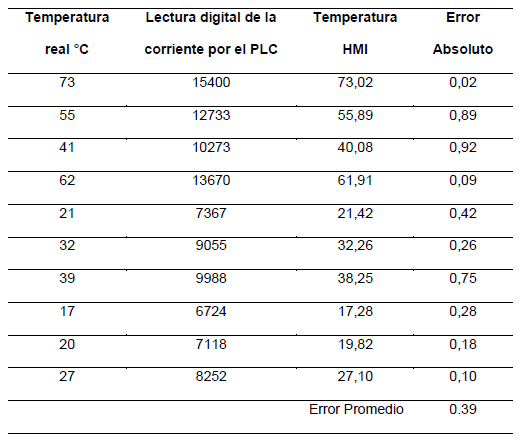 Temperatura Lectura digital de la Temperatura Error
real °C corriente por el PLC HMI Absoluto
73 15400 73,02 0,02
55 12733 55,89 0,89
41 10273 40,08 0,92
62 13670 61,91 0,09
21 7367 21,42 0,42
32 9055 32,26 0,26
39 9988 38,25 0,75
17 6724 17,28 0,28
20 7118 19,82 0,18
27 8252 27,10 0,10
Error Promedio 0.39